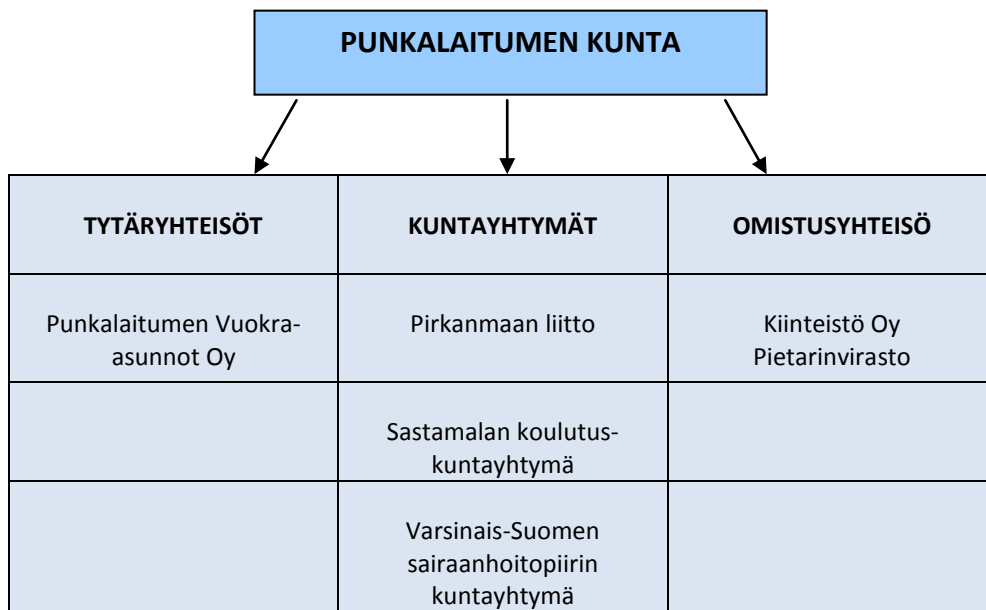 PUNKALAITUMEN KUNTA
TYTÄRYHTEISÖT
KUNTAYHTYMÄT
OMISTUSYHTEISÖ
Punkalaitumen Vuokra-
asunnot Oy
Pirkanmaan liitto
Kiinteistö Oy
Pietarinvirasto
Sastamalan koulutus-
kuntayhtymä
Varsinais-Suomen
sairaanhoitopiirin
kuntayhtymä